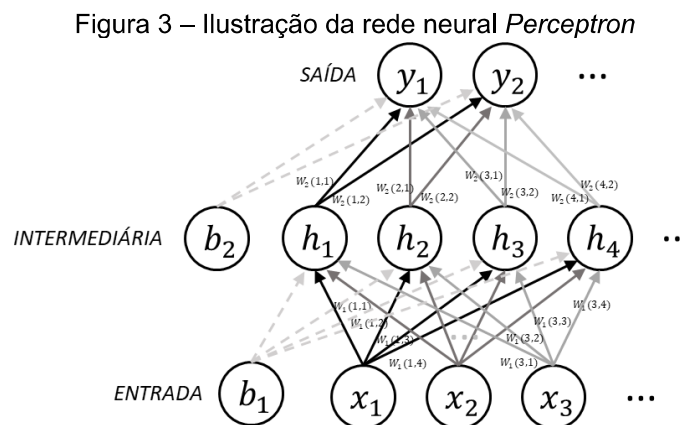 Figura 3 – Ilustração da rede neural Perceptron
SAÍDA y₁ y₂ ...
W₂(1,1) W₂(1,2) W₂(2,1) W₂(2,2) W₂(3,1) W₂(3,2) W₂(4,1) W₂(4,2)
INTERMEDIÁRIA b₂ h₁ h₂ h₃ h₄ ...
W₁(1,1) W₁(1,2) W₁(1,3) W₁(1,4) ... W₁(3,1) W₁(3,2) W₁(3,3) W₁(3,4)
ENTRADA b₁ x₁ x₂ x₃ ...